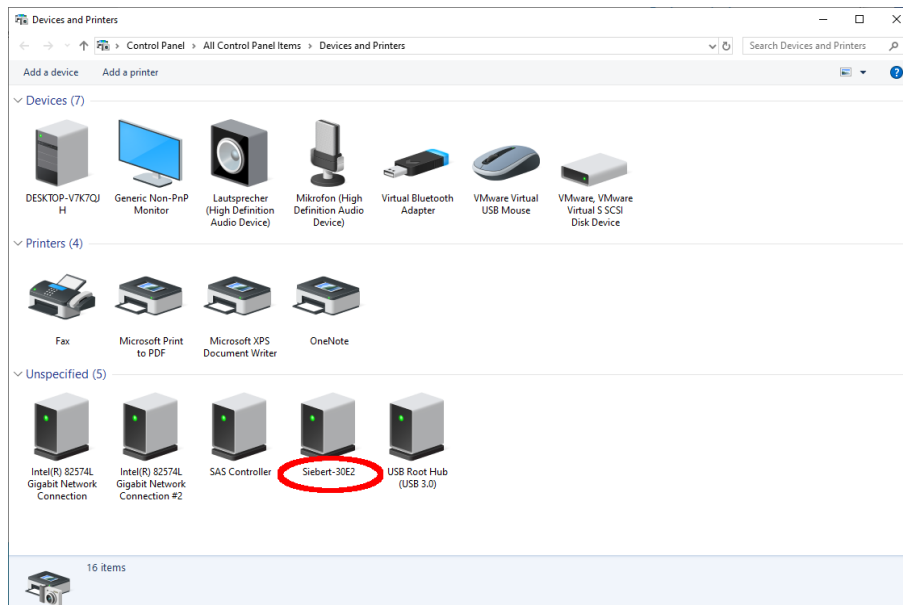 Devices and Printers
Control Panel > All Control Panel Items > Devices and Printers
Search Devices and Printers
Add a device Add a printer
?
Devices (7)
DESKTOP-V7K7QJ
H
Generic Non-PnP
Monitor
Lautsprecher
(High Definition
Audio Device)
Mikrofon (High
Definition Audio
Device)
Virtual Bluetooth
Adapter
VMware Virtual
USB Mouse
VMware, VMware
Virtual S SCSI
Disk Device
Printers (4)
Fax
Microsoft Print
to PDF
Microsoft XPS
Document Writer
OneNote
Unspecified (5)
Intel(R) 82574L
Gigabit Network
Connection
Intel(R) 82574L
Gigabit Network
Connection #2
SAS Controller
Siebert-30E2
USB Root Hub
(USB 3.0)
16 items